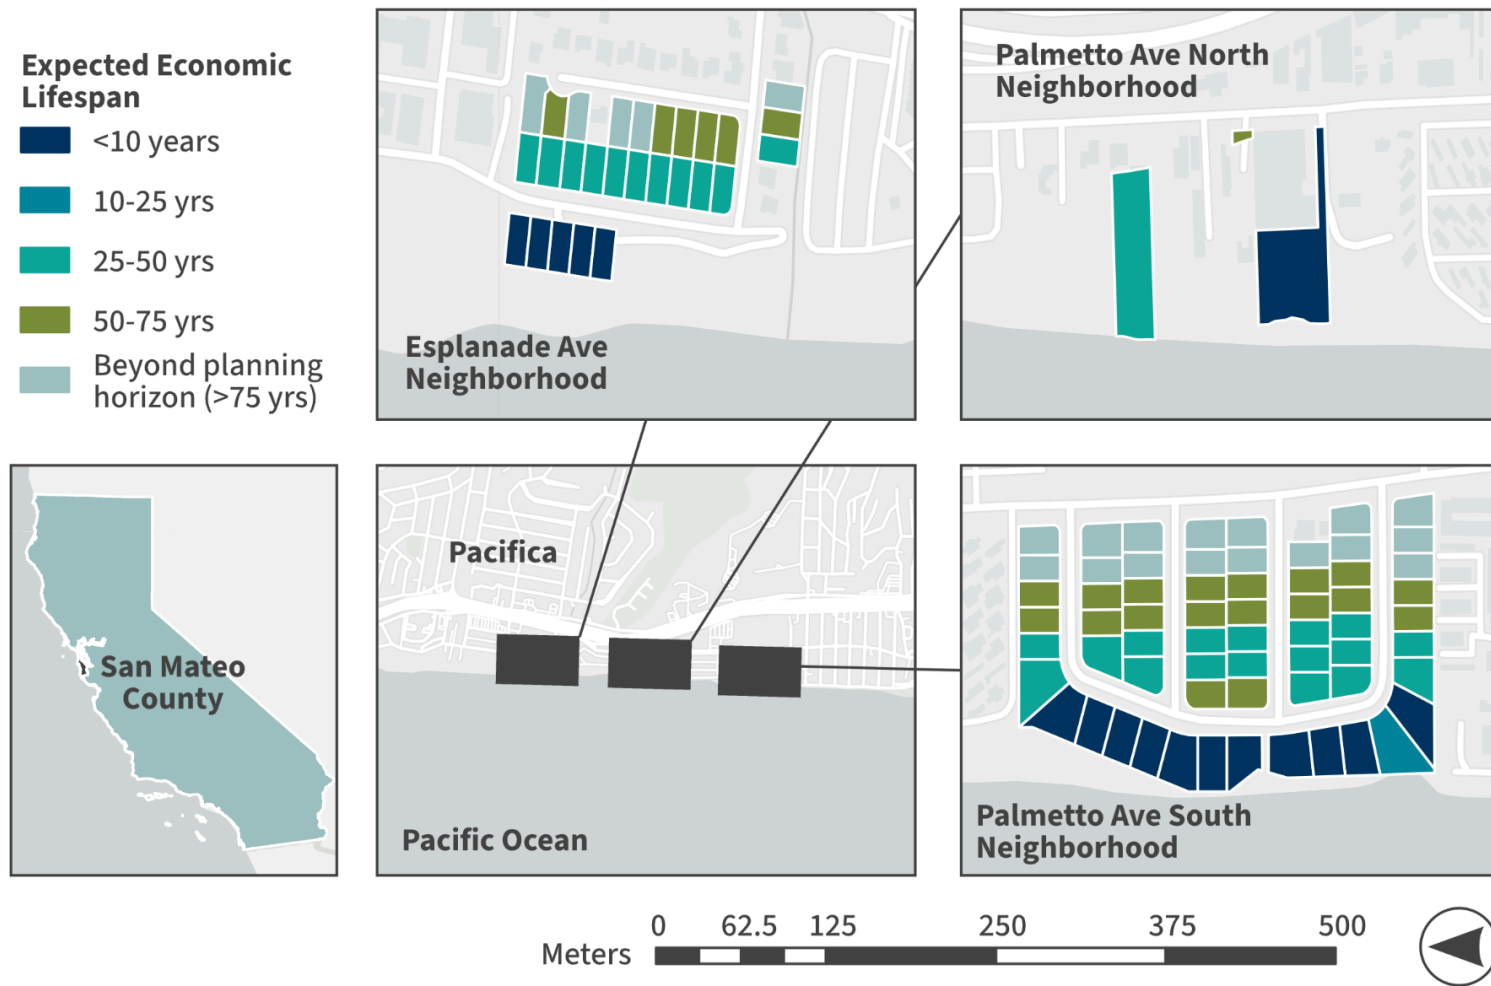 Expected Economic
Lifespan
<10 years
10-25 yrs
25-50 yrs
50-75 yrs
Beyond planning
horizon (>75 yrs)
Esplanade Ave
Neighborhood
Palmetto Ave North
Neighborhood
San Mateo
County
Pacifica
Pacific Ocean
Palmetto Ave South
Neighborhood
Meters
0 62.5 125 250 375 500